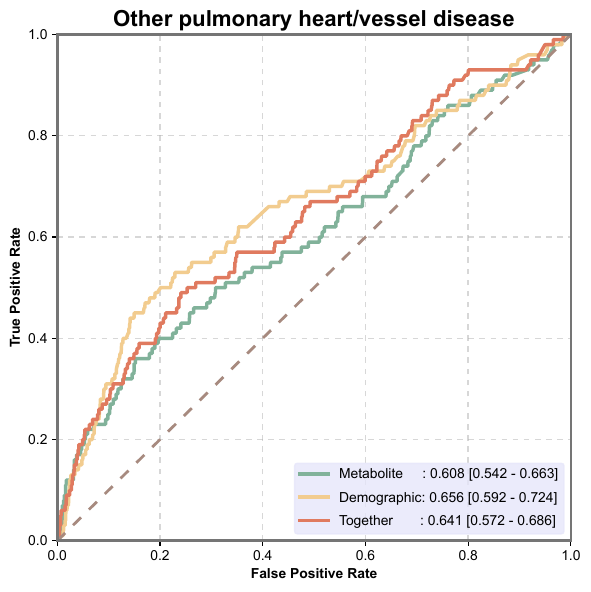 Other pulmonary heart/vessel disease
True Positive Rate
1.0
0.8
0.6
0.4
0.2
0.0
0.0 0.2 0.4 0.6 0.8 1.0
False Positive Rate
Metabolite : 0.608 [0.542 - 0.663]
Demographic: 0.656 [0.592 - 0.724]
Together : 0.641 [0.572 - 0.686]